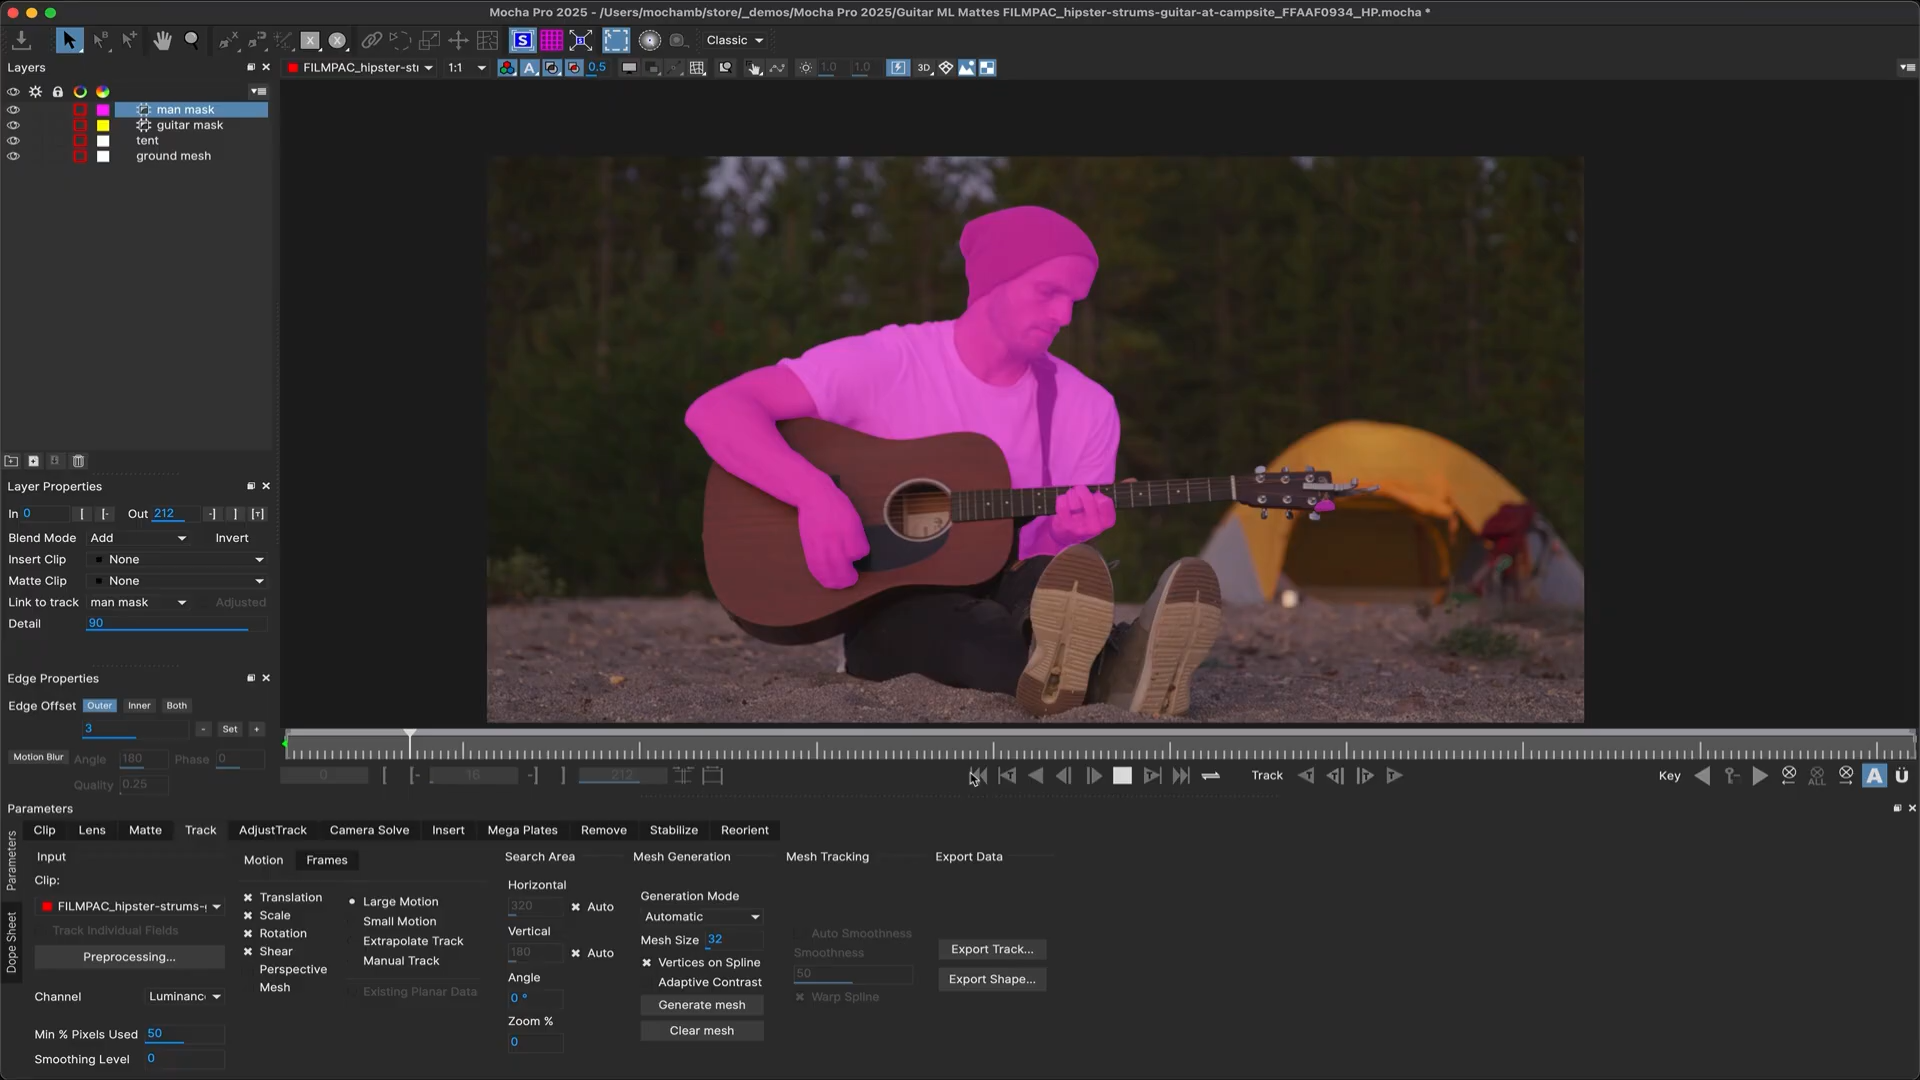 Mocha Pro 2025 - /Users/mochamb/store/_demos/Mocha Pro 2025/Guitar ML Mattes FILMPAC_hipster-strums-guitar-at-campsite_FFAAF0934_HP.mocha *
Classic
Layers
FILMPAC_hipster-sti
1:1
0.5
1.0
1.0
3D
man mask
guitar mask
tent
ground mesh
Layer Properties
In 0
Out 212
Blend Mode Add
Invert
Insert Clip None
Matte Clip None
Link to track man mask
Adjusted
Detail 90
Edge Properties
Edge Offset Outer Inner Both
3
- Set +
Motion Blur Angle 180 Phase 0
Quality 0.25
0
16
212
Track
Key
ALL
A
Parameters
Clip Lens Matte Track AdjustTrack Camera Solve Insert Mega Plates Remove Stabilize Reorient
Parameters
Dope Sheet
Input
Clip:
FILMPAC_hipster-strums-
Track Individual Fields
Preprocessing...
Channel Luminanc
Min % Pixels Used 50
Smoothing Level 0
Motion Frames
Translation
Scale
Rotation
Shear
Perspective
Mesh
Large Motion
Small Motion
Extrapolate Track
Manual Track
Existing Planar Data
Search Area
Horizontal
320 Auto
Vertical
180 Auto
Angle
0 °
Zoom %
0
Mesh Generation
Generation Mode
Automatic
Mesh Size 32
Vertices on Spline
Adaptive Contrast
Generate mesh
Clear mesh
Mesh Tracking
Auto Smoothness
Smoothness
50
Warp Spline
Export Data
Export Track...
Export Shape...